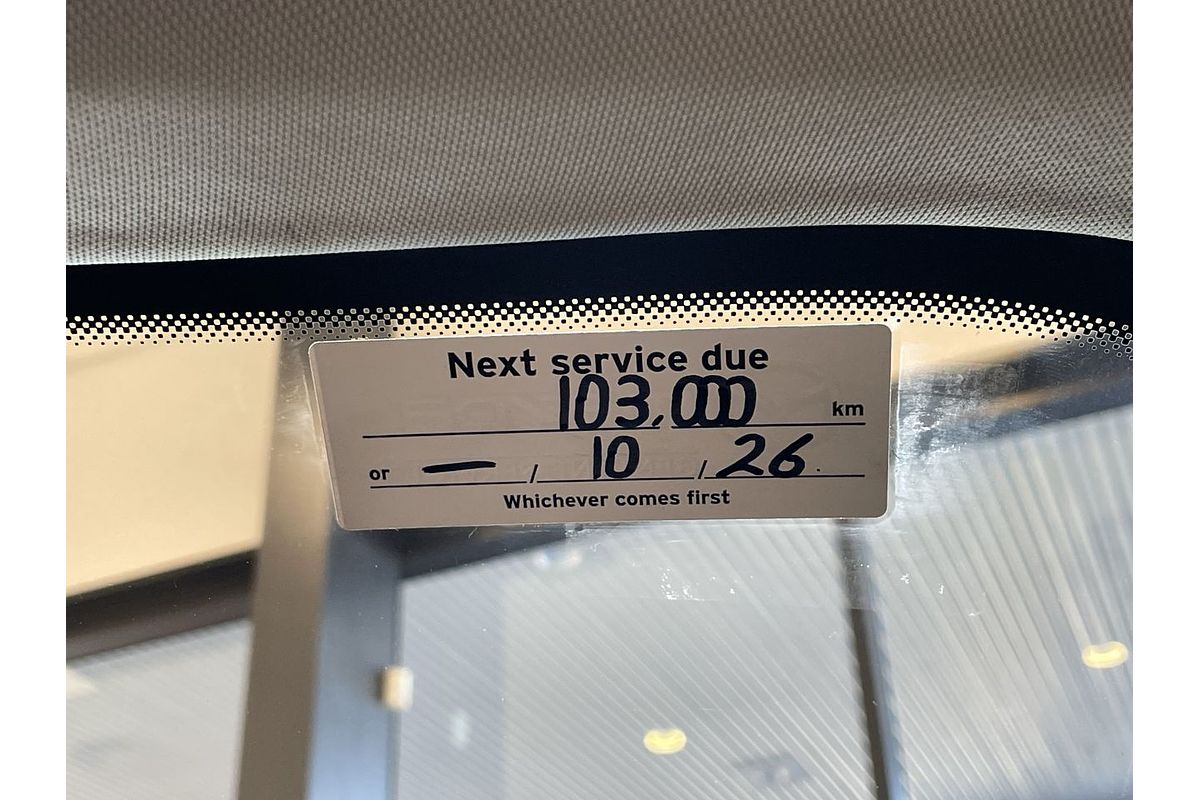 Next service due
103,000 km
or — / 10 / 26
Whichever comes first